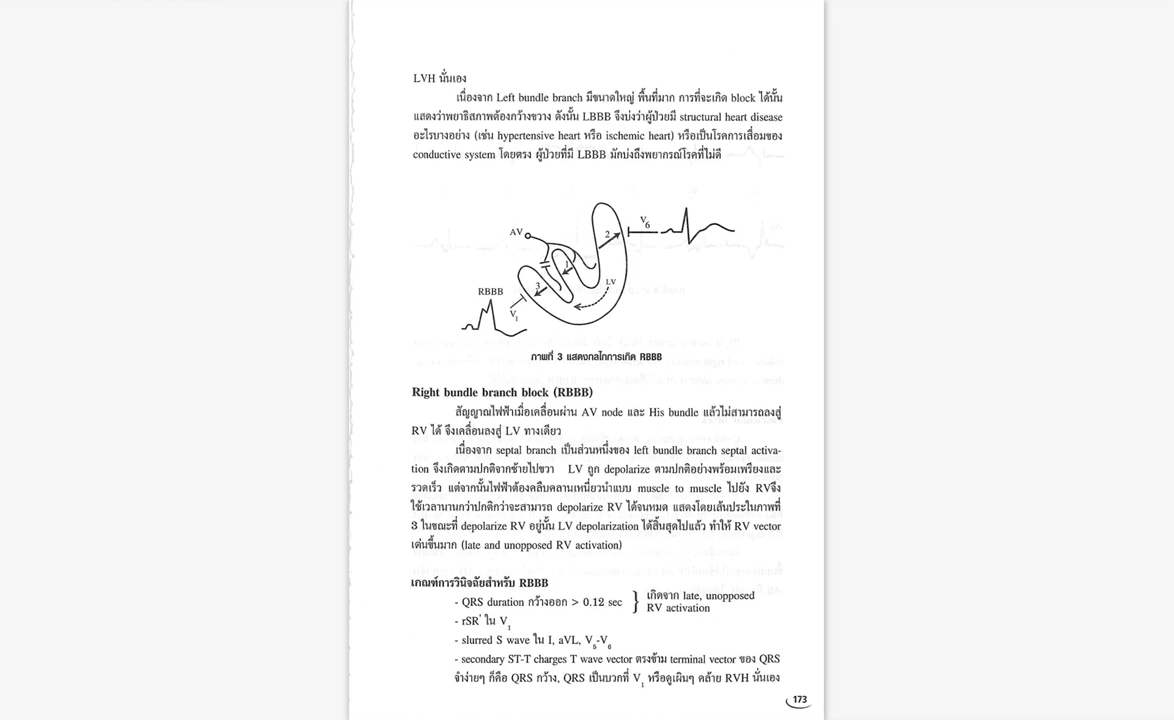 LVH นั่นเอง
เนื่องจาก Left bundle branch มีขนาดใหญ่ พื้นที่มาก การที่จะเกิด block ได้นั้น
แสดงว่าพยาธิสภาพต้องกว้างขวาง ดังนั้น LBBB จึงบ่งว่าผู้ป่วยมี structural heart disease
อะไรบางอย่าง (เช่น hypertensive heart หรือ ischemic heart) หรือเป็นโรคการเสื่อมของ
conductive system โดยตรง ผู้ป่วยที่มี LBBB มักบ่งถึงพยากรณ์โรคที่ไม่ดี
V6
AV
2
1
3
LV
RBBB
V1
ภาพที่ 3 แสดงกลไกการเกิด RBBB
Right bundle branch block (RBBB)
สัญญาณไฟฟ้าเมื่อเคลื่อนผ่าน AV node และ His bundle แล้วไม่สามารถลงสู่
RV ได้ จึงเคลื่อนลงสู่ LV ทางเดียว
เนื่องจาก septal branch เป็นส่วนหนึ่งของ left bundle branch septal activa-
tion จึงเกิดตามปกติจากซ้ายไปขวา LV ถูก depolarize ตามปกติอย่างพร้อมเพรียงและ
รวดเร็ว แต่จากนั้นไฟฟ้าต้องคลืบคลานเหนี่ยวนำแบบ muscle to muscle ไปยัง RVจึง
ใช้เวลานานกว่าปกติกว่าจะสามารถ depolarize RV ได้จนหมด แสดงโดยเส้นประในภาพที่
3 ในขณะที่ depolarize RV อยู่นั้น LV depolarization ได้สิ้นสุดไปแล้ว ทำให้ RV vector
เด่นขึ้นมาก (late and unopposed RV activation)
เกณฑ์การวินิจฉัยสำหรับ RBBB
- QRS duration กว้างออก > 0.12 sec } เกิดจาก late, unopposed
RV activation
- rSR' ใน V1
- slurred S wave ใน I, aVL, V5-V6
- secondary ST-T charges T wave vector ตรงข้าม terminal vector ของ QRS
จำง่ายๆ ก็คือ QRS กว้าง, QRS เป็นบวกที่ V1 หรือดูเผินๆ คล้าย RVH นั่นเอง
173